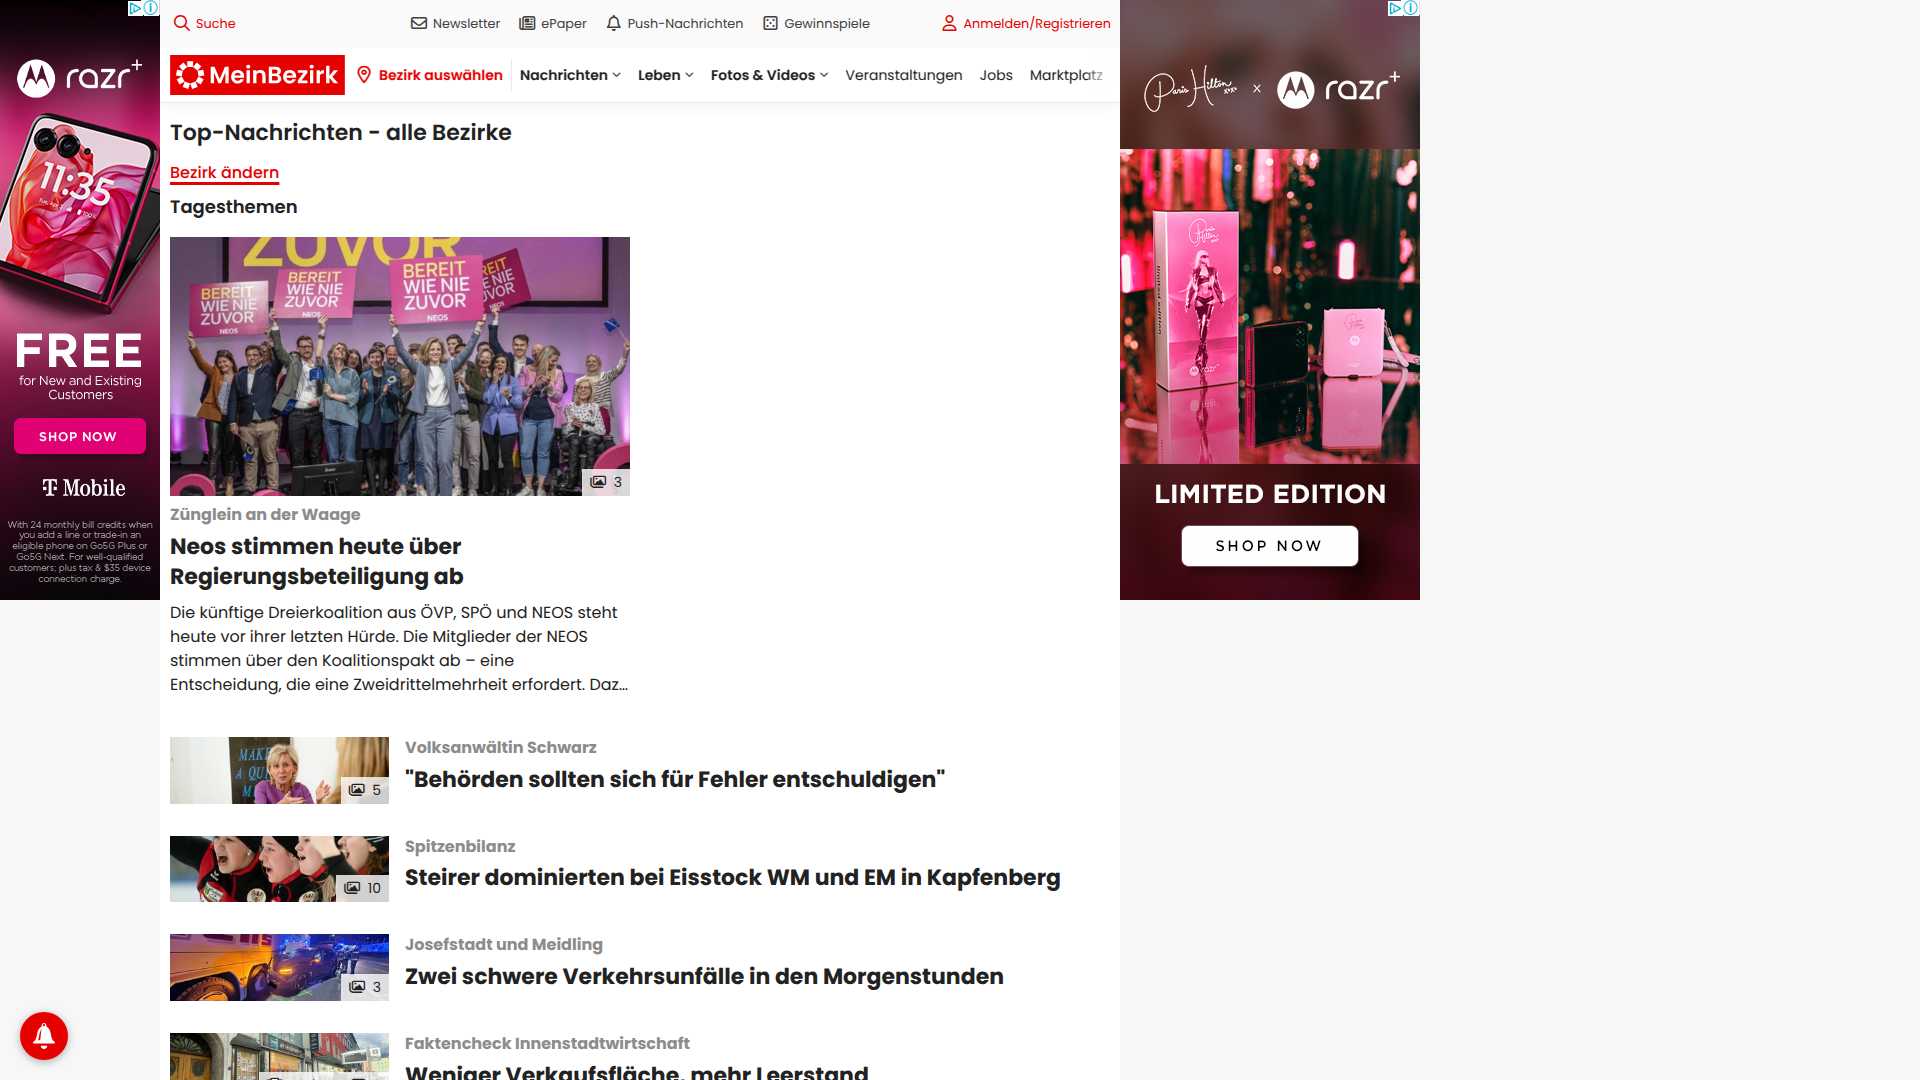 Suche
Newsletter
ePaper
Push-Nachrichten
Gewinnspiele
Anmelden/Registrieren
MeinBezirk
Bezirk auswählen
Nachrichten
Leben
Fotos & Videos
Veranstaltungen
Jobs
Marktplatz
Top-Nachrichten - alle Bezirke
Bezirk ändern
Tagesthemen
ZUVOR
BEREIT
WIE NIE
ZUVOR
NEOS
BEREIT
WIE NIE
ZUVOR
NEOS
BEREIT
WIE NIE
ZUVOR
NEOS
3
Zünglein an der Waage
Neos stimmen heute über
Regierungsbeteiligung ab
Die künftige Dreierkoalition aus ÖVP, SPÖ und NEOS steht
heute vor ihrer letzten Hürde. Die Mitglieder der NEOS
stimmen über den Koalitionspakt ab – eine
Entscheidung, die eine Zweidrittelmehrheit erfordert. Daz...
5
Volksanwältin Schwarz
"Behörden sollten sich für Fehler entschuldigen"
10
Spitzenbilanz
Steirer dominierten bei Eisstock WM und EM in Kapfenberg
3
Josefstadt und Meidling
Zwei schwere Verkehrsunfälle in den Morgenstunden
Faktencheck Innenstadtwirtschaft
Weniger Verkaufsfläche, mehr Leerstand
razr+
11:35
FREE
for New and Existing
Customers
SHOP NOW
T Mobile
With 24 monthly bill credits when
you add a line or trade-in an
eligible phone on Go5G Plus or
Go5G Next. For well-qualified
customers; plus tax & $35 device
connection charge.
Paris Hilton
x
razr+
LIMITED EDITION
SHOP NOW